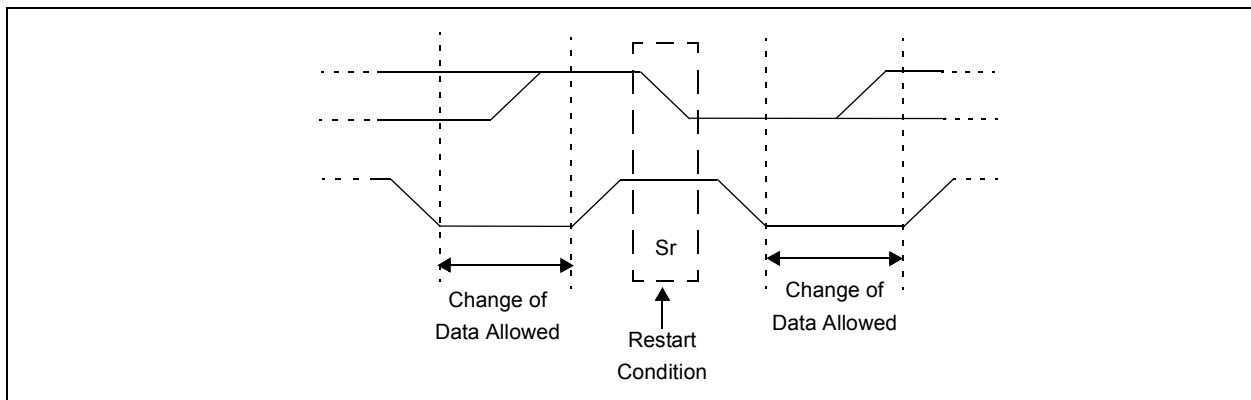 Sr
Change of
Data Allowed
Restart
Condition
Change of
Data Allowed